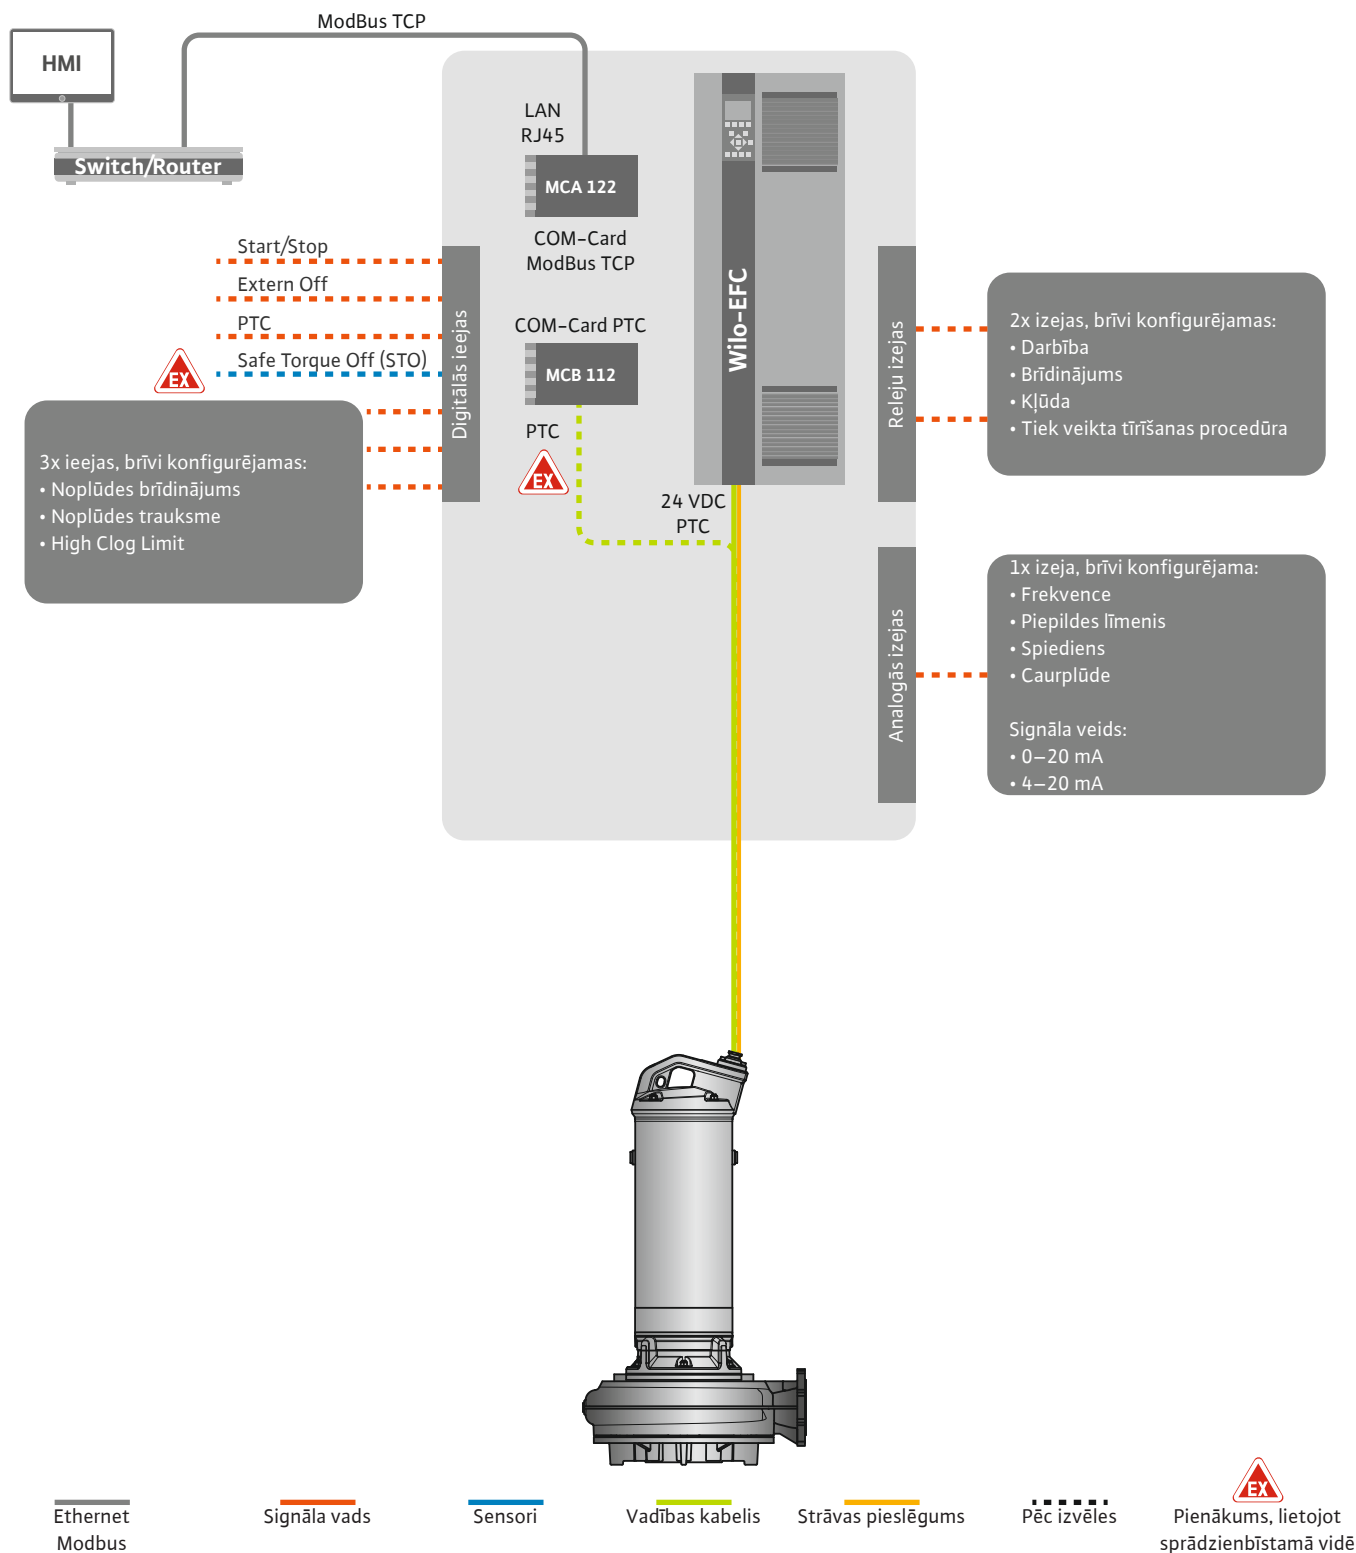 ModBus TCP
HMI
Switch/Router
LAN
RJ45
MCA 122
COM-Card
ModBus TCP
COM-Card PTC
MCB 112
PTC
EX
Wilo-EFC
24 VDC
PTC
Start/Stop
Extern Off
PTC
Safe Torque Off (STO)
EX
Digitālās ieejas
3x ieejas, brīvi konfigurējamas:
• Noplūdes brīdinājums
• Noplūdes trauksme
• High Clog Limit
Releju izejas
2x izejas, brīvi konfigurējamas:
• Darbība
• Brīdinājums
• Kļūda
• Tiek veikta tīrīšanas procedūra
Analogās izejas
1x izeja, brīvi konfigurējama:
• Frekvence
• Piepildes līmenis
• Spiediens
• Caurplūde
Signāla veids:
• 0–20 mA
• 4–20 mA
Ethernet
Modbus
Signāla vads
Sensori
Vadības kabelis
Strāvas pieslēgums
Pēc izvēles
EX
Pienākums, lietojot
sprādzienbīstamā vidē